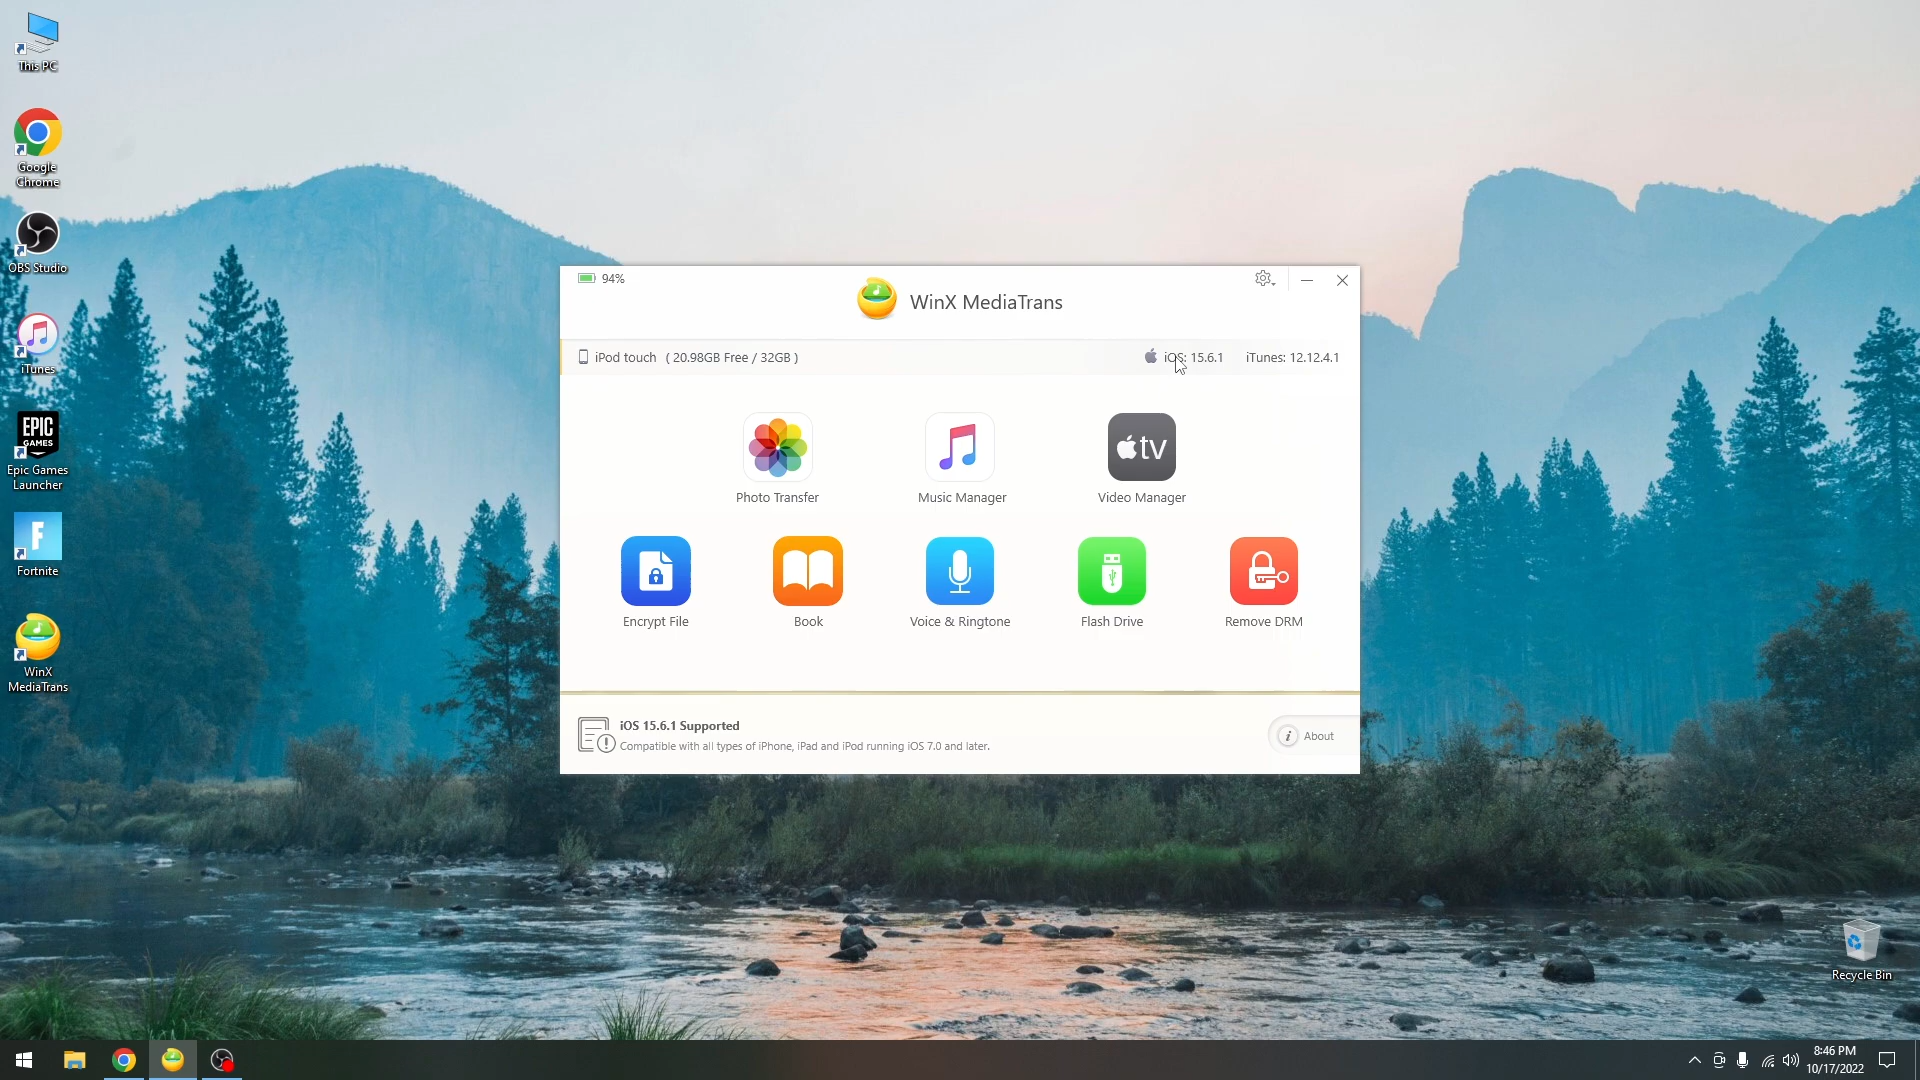 This PC
Google
Chrome
OBS Studio
iTunes
EPIC
GAMES
Epic Games
Launcher
F
Fortnite
WinX
MediaTrans
94%
WinX MediaTrans
iPod touch ( 20.98GB Free / 32GB )
iOS: 15.6.1 iTunes: 12.12.4.1
tv
Photo Transfer
Music Manager
Video Manager
Encrypt File
Book
Voice & Ringtone
Flash Drive
Remove DRM
iOS 15.6.1 Supported
Compatible with all types of iPhone, iPad and iPod running iOS 7.0 and later.
i About
Recycle Bin
8:46 PM
10/17/2022